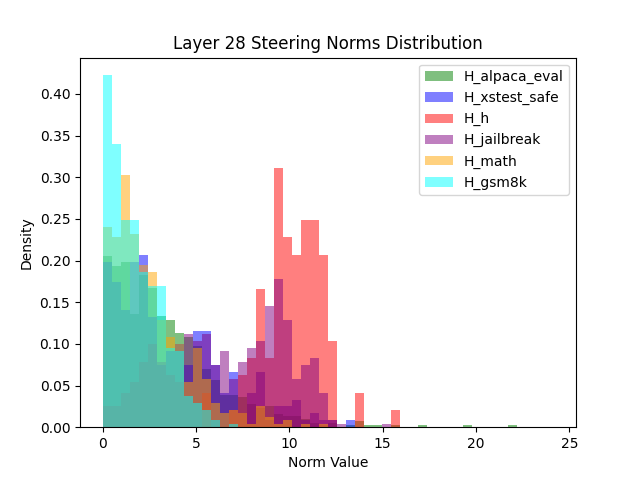 Layer 28 Steering Norms Distribution
H_alpaca_eval
H_xstest_safe
H_h
H_jailbreak
H_math
H_gsm8k
Density
0.40
0.35
0.30
0.25
0.20
0.15
0.10
0.05
0.00
0 5 10 15 20 25
Norm Value